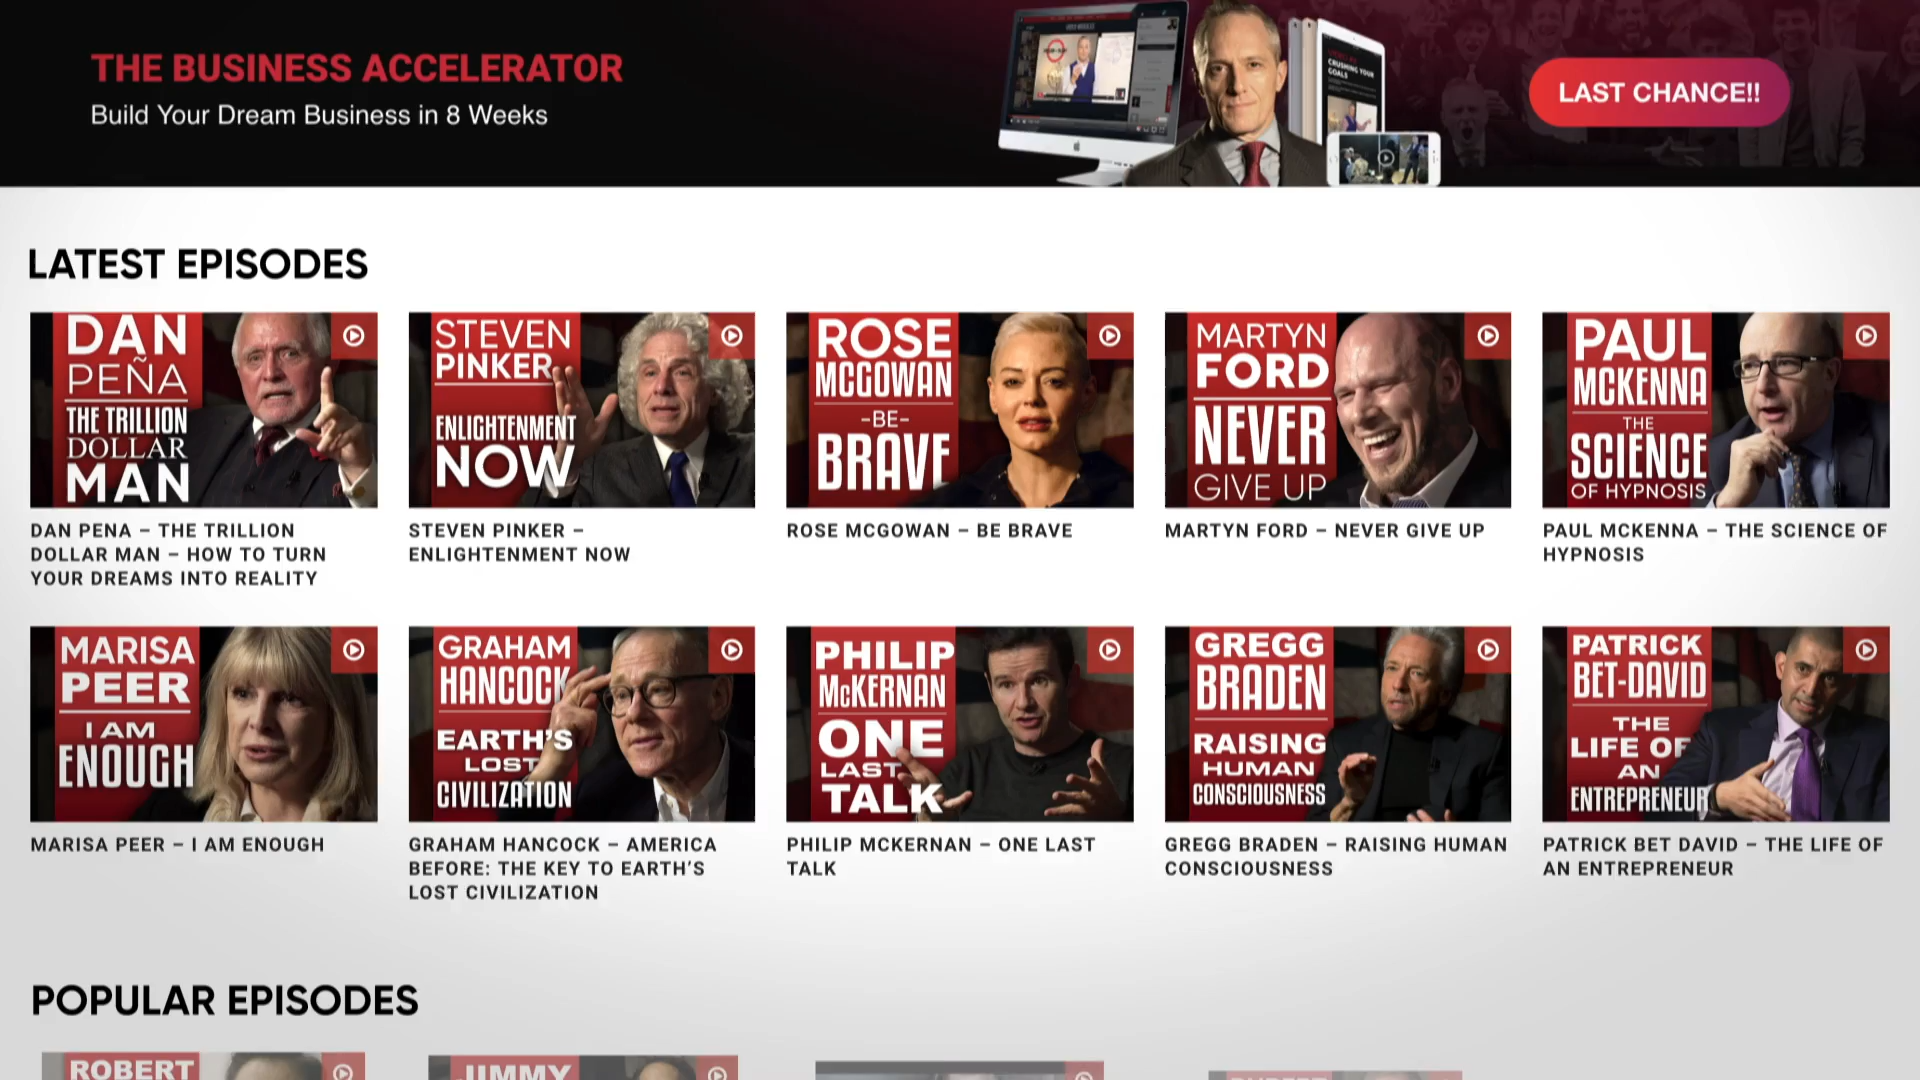 THE BUSINESS ACCELERATOR
Build Your Dream Business in 8 Weeks
CRUSHING YOUR
GOALS
LAST CHANCE!!
LATEST EPISODES
DAN
PEÑA
THE TRILLION
DOLLAR
MAN
DAN PENA – THE TRILLION
DOLLAR MAN – HOW TO TURN
YOUR DREAMS INTO REALITY
STEVEN
PINKER
ENLIGHTENMENT
NOW
STEVEN PINKER –
ENLIGHTENMENT NOW
ROSE
MCGOWAN
-BE-
BRAVE
ROSE MCGOWAN – BE BRAVE
MARTYN
FORD
NEVER
GIVE UP
MARTYN FORD – NEVER GIVE UP
PAUL
MCKENNA
THE
SCIENCE
OF HYPNOSIS
PAUL MCKENNA – THE SCIENCE OF
HYPNOSIS
MARISA
PEER
I AM
ENOUGH
MARISA PEER – I AM ENOUGH
GRAHAM
HANCOCK
EARTH'S
LOST
CIVILIZATION
GRAHAM HANCOCK – AMERICA
BEFORE: THE KEY TO EARTH'S
LOST CIVILIZATION
PHILIP
McKERNAN
ONE
LAST
TALK
PHILIP MCKERNAN – ONE LAST
TALK
GREGG
BRADEN
RAISING
HUMAN
CONSCIOUSNESS
GREGG BRADEN – RAISING HUMAN
CONSCIOUSNESS
PATRICK
BET-DAVID
THE
LIFE OF
AN
ENTREPRENEUR
PATRICK BET DAVID – THE LIFE OF
AN ENTREPRENEUR
POPULAR EPISODES
ROBERT
JIMMY